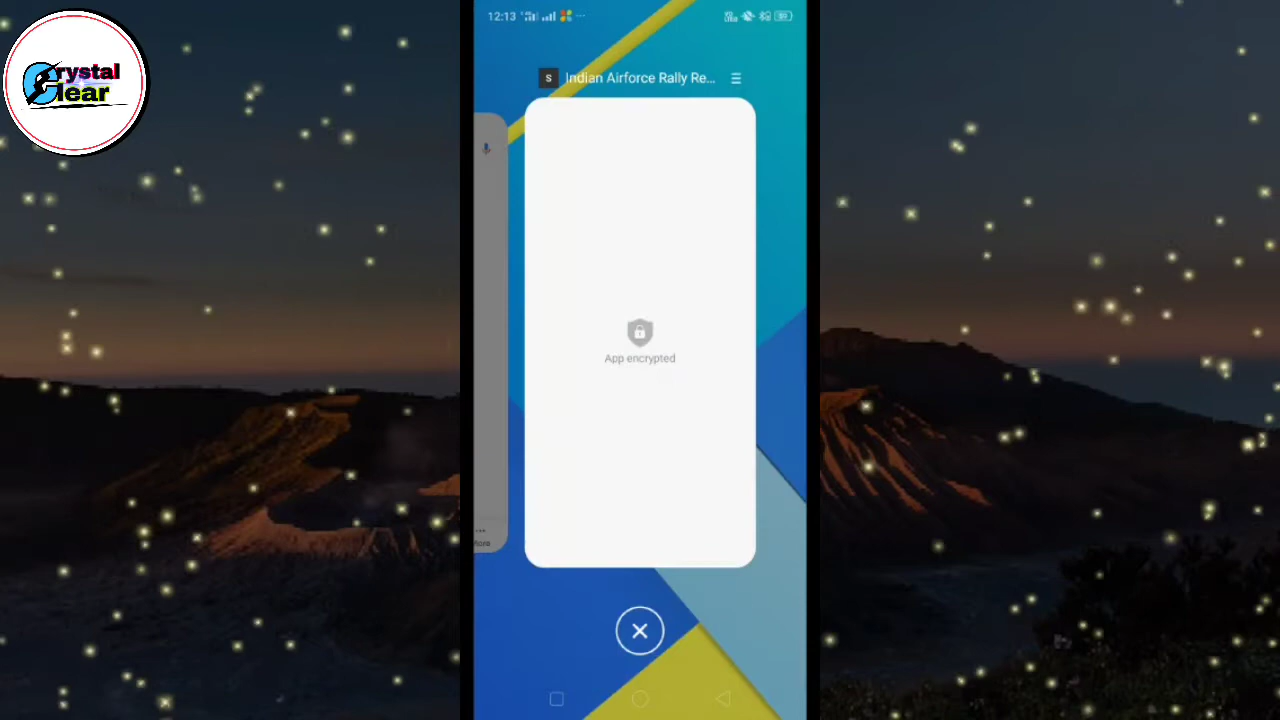 Crystal
Clear
12:13
S Indian Airforce Rally Re...
App encrypted